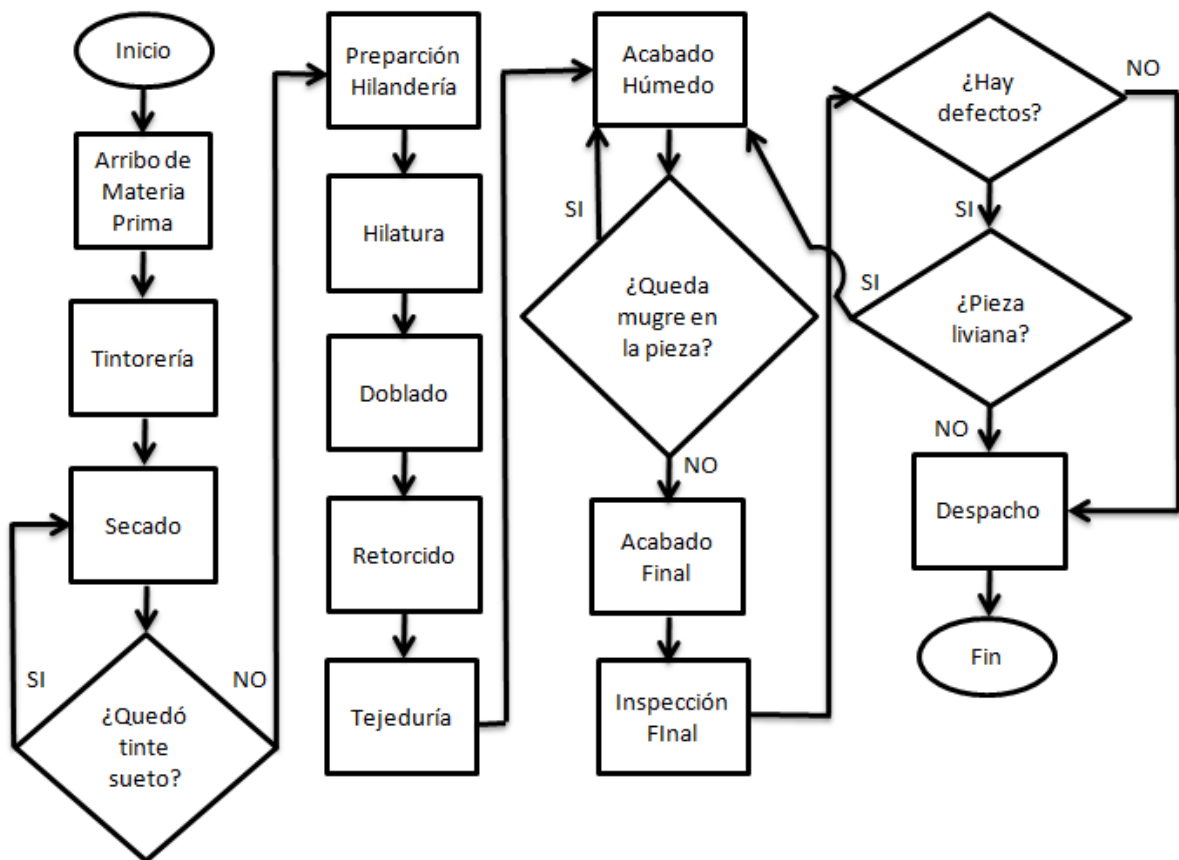 Inicio
Arribo de
Materia
Prima
Tintorería
Secado
SI
NO
¿Quedó
tinte
sueto?
Preparción
Hilandería
Hilatura
Doblado
Retorcido
Tejeduría
Acabado
Húmedo
SI
¿Queda
mugre en
la pieza?
NO
Acabado
Final
Inspección
FInal
¿Hay
defectos?
NO
SI
SI
¿Pieza
liviana?
NO
Despacho
Fin